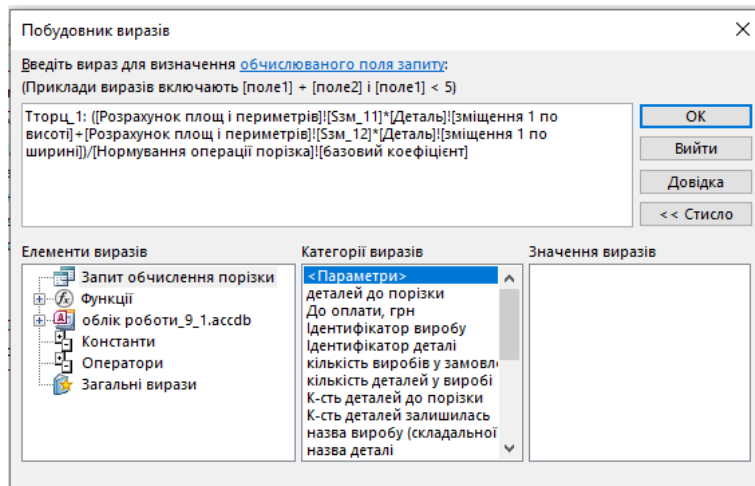 Побудовник виразів
Введіть вираз для визначення обчислюваного поля запиту:
(Приклади виразів включають [поле1] + [поле2] і [поле1] < 5)
Tторц_1: ([Розрахунок площ і периметрів]![Sзм_11]*[Деталь]![зміщення 1 по
висоті]+[Розрахунок площ і периметрів]![Sзм_12]*[Деталь]![зміщення 1 по
ширині])/[Нормування операції порізка]![базовий коефіцієнт]
ОК
Вийти
Довідка
<< Стисло
Елементи виразів
Запит обчислення порізки
Функції
облік роботи_9_1.accdb
Константи
Оператори
Загальні вирази
Категорії виразів
<Параметри>
деталей до порізки
До оплати, грн
Ідентифікатор виробу
Ідентифікатор деталі
кількість виробів у замовл
кількість деталей у виробі
К-сть деталей до порізки
К-сть деталей залишилась
назва виробу (складальної
назва деталі
Значення виразів